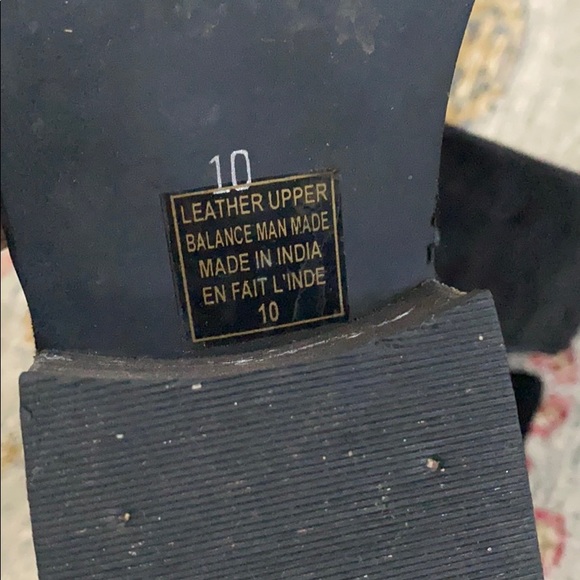 10
LEATHER UPPER
BALANCE MAN MADE
MADE IN INDIA
EN FAIT L'INDE
10